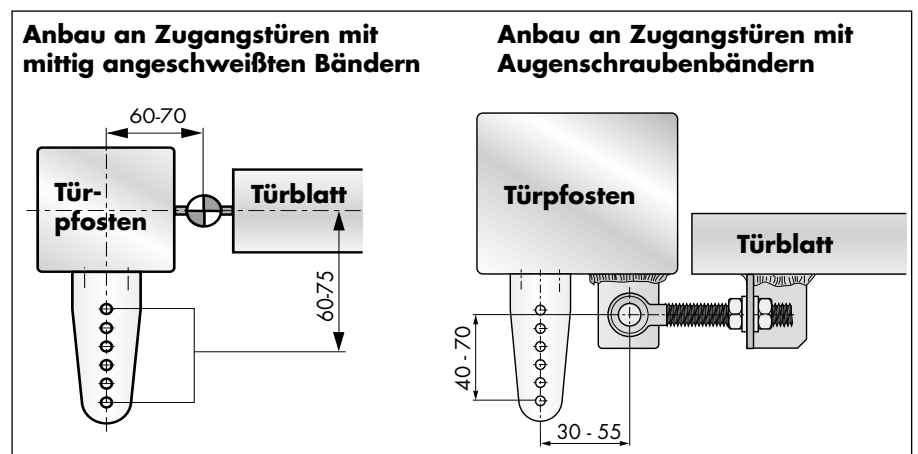 Anbau an Zugangstüren mit
mittig angeschweißten Bändern
60-70
Tür-
pfosten
Türblatt
60-75
Anbau an Zugangstüren mit
Augenschraubenbändern
Türpfosten
Türblatt
40 - 70
30 - 55